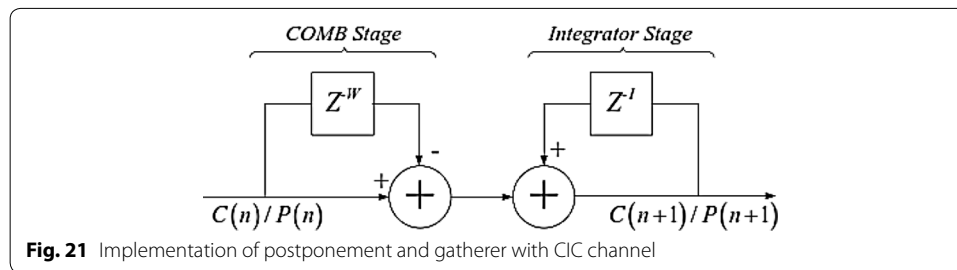 COMB Stage Integrator Stage
Z^-W Z^-1
- +
+ + +
C(n)/P(n) C(n+1)/P(n+1)
Fig. 21 Implementation of postponement and gatherer with CIC channel